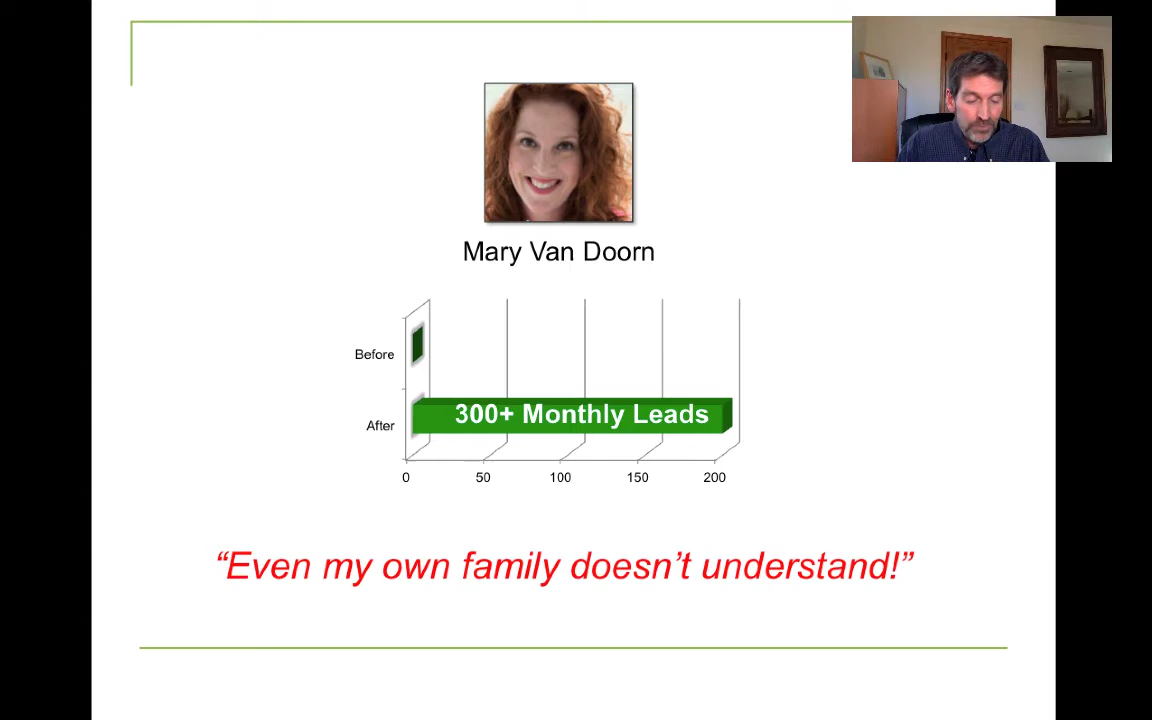 Mary Van Doorn
Before
300+ Monthly Leads
After
0 50 100 150 200
“Even my own family doesn’t understand!”